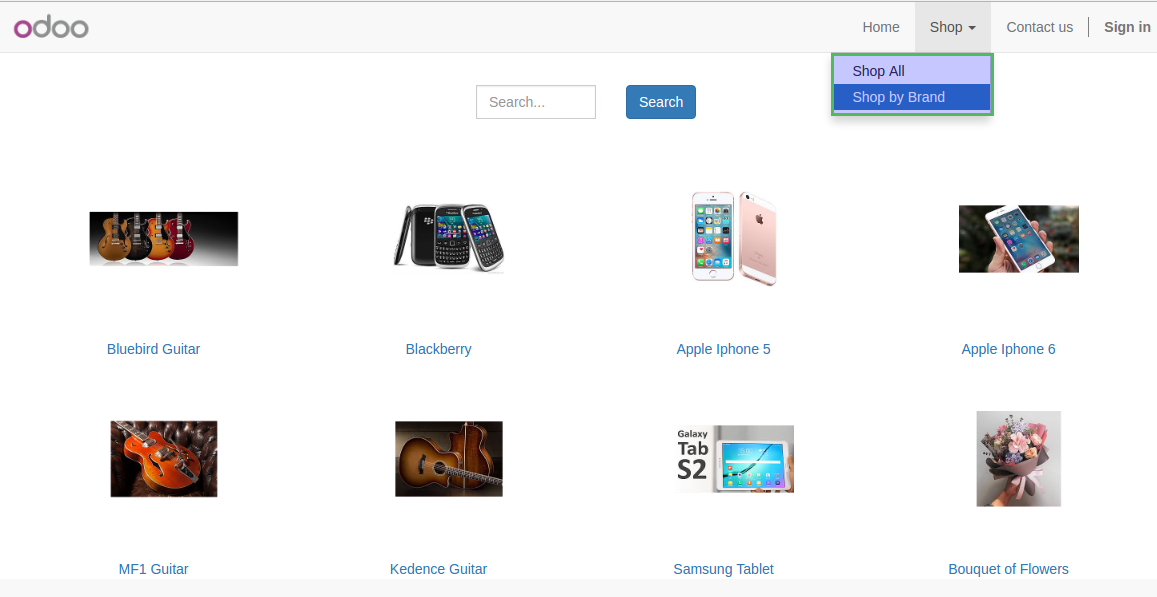 odoo
Home Shop Contact us Sign in
Shop All
Shop by Brand
Search... Search
Bluebird Guitar Blackberry Apple Iphone 5 Apple Iphone 6
Galaxy
Tab
S2
MF1 Guitar Kedence Guitar Samsung Tablet Bouquet of Flowers